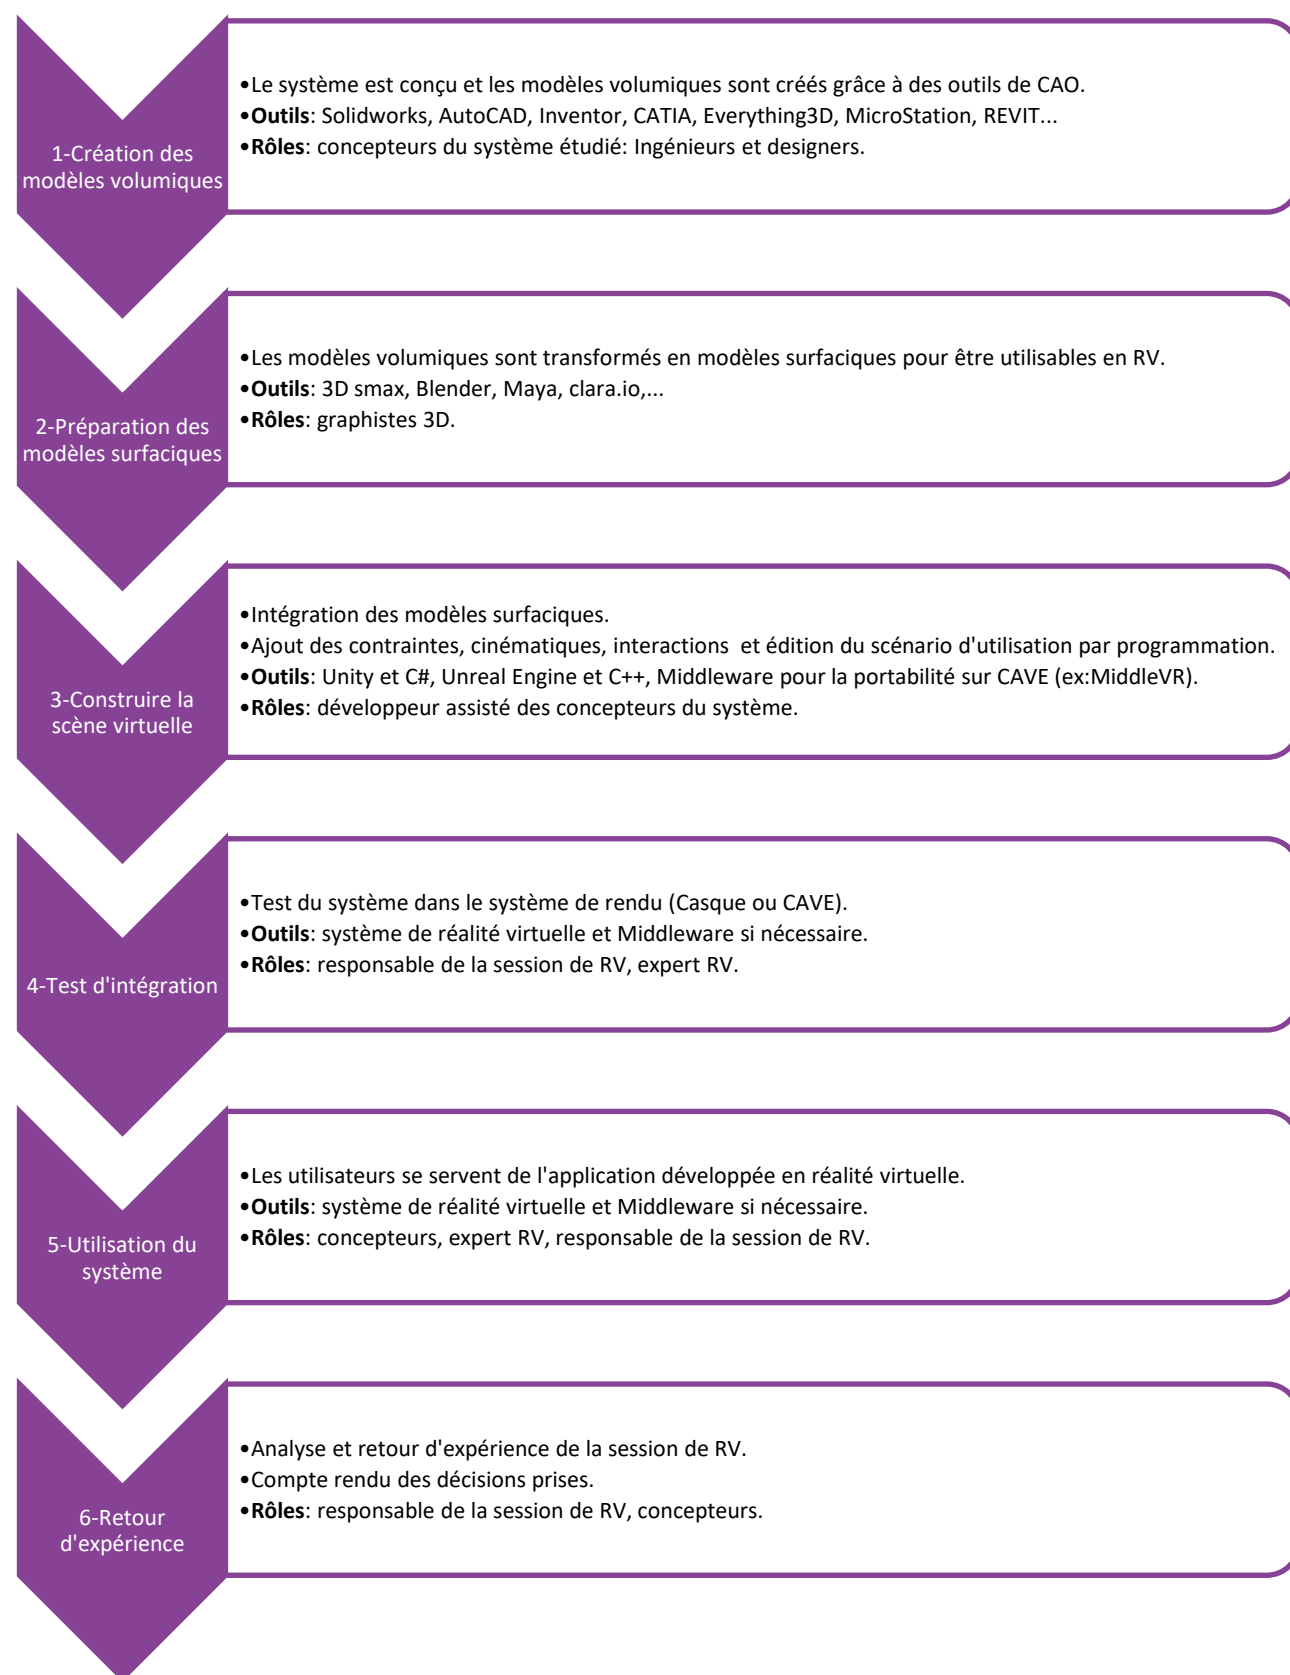 1-Création des
modèles volumiques
•Le système est conçu et les modèles volumiques sont créés grâce à des outils de CAO.
•Outils: Solidworks, AutoCAD, Inventor, CATIA, Everything3D, MicroStation, REVIT...
•Rôles: concepteurs du système étudié: Ingénieurs et designers.
2-Préparation des
modèles surfaciques
•Les modèles volumiques sont transformés en modèles surfaciques pour être utilisables en RV.
•Outils: 3D smax, Blender, Maya, clara.io,...
•Rôles: graphistes 3D.
3-Construire la
scène virtuelle
•Intégration des modèles surfaciques.
•Ajout des contraintes, cinématiques, interactions  et édition du scénario d'utilisation par programmation.
•Outils: Unity et C#, Unreal Engine et C++, Middleware pour la portabilité sur CAVE (ex:MiddleVR).
•Rôles: développeur assisté des concepteurs du système.
4-Test d'intégration
•Test du système dans le système de rendu (Casque ou CAVE).
•Outils: système de réalité virtuelle et Middleware si nécessaire.
•Rôles: responsable de la session de RV, expert RV.
5-Utilisation du
système
•Les utilisateurs se servent de l'application développée en réalité virtuelle.
•Outils: système de réalité virtuelle et Middleware si nécessaire.
•Rôles: concepteurs, expert RV, responsable de la session de RV.
6-Retour
d'expérience
•Analyse et retour d'expérience de la session de RV.
•Compte rendu des décisions prises.
•Rôles: responsable de la session de RV, concepteurs.